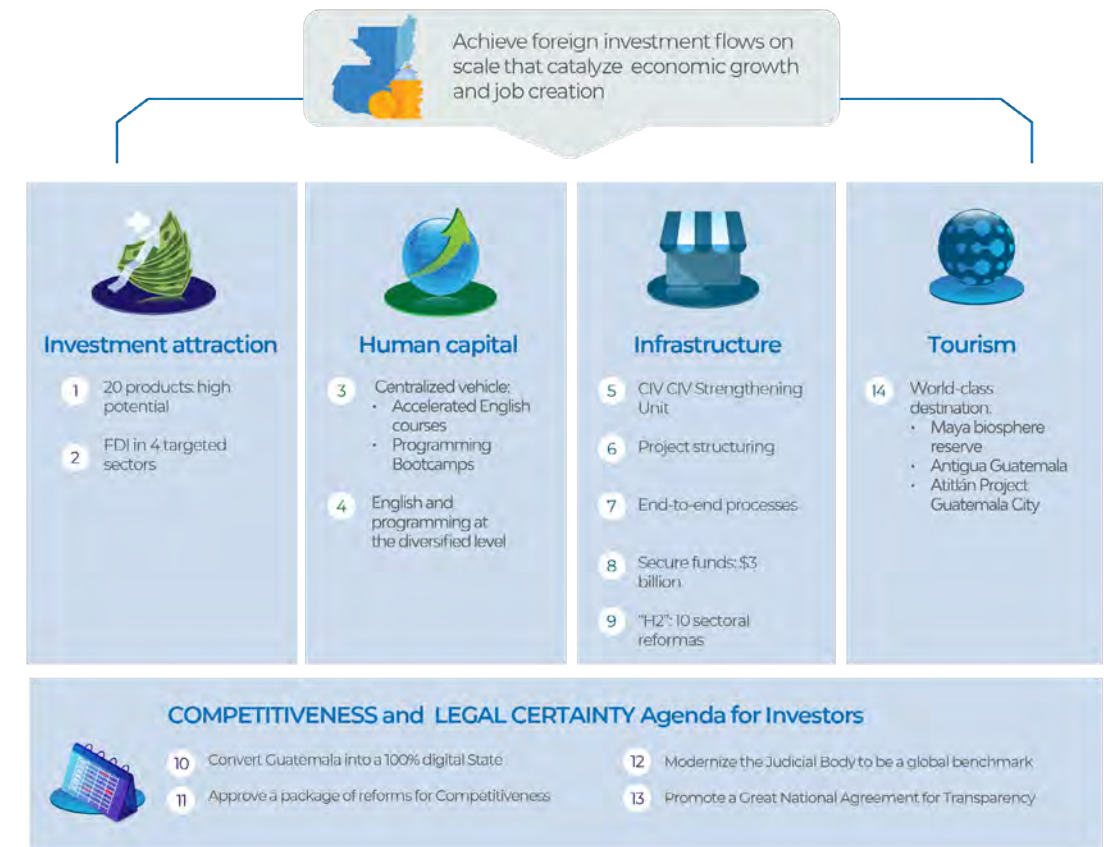 Achieve foreign investment flows on
scale that catalyze economic growth
and job creation
Investment attraction
1 20 products: high
potential
2 FDI in 4 targeted
sectors
Human capital
3 Centralized vehicle:
• Accelerated English
courses
• Programming
Bootcamps
4 English and
programming at
the diversified level
Infrastructure
5 CIV CIV Strengthening
Unit
6 Project structuring
7 End-to-end processes
8 Secure funds: $3
billion
9 "H2": 10 sectoral
reformas
Tourism
14 World-class
destination:
• Maya biosphere
reserve
• Antigua Guatemala
• Atitlán Project
Guatemala City
COMPETITIVENESS and LEGAL CERTAINTY Agenda for Investors
10 Convert Guatemala into a 100% digital State
11 Approve a package of reforms for Competitiveness
12 Modernize the Judicial Body to be a global benchmark
13 Promote a Great National Agreement for Transparency